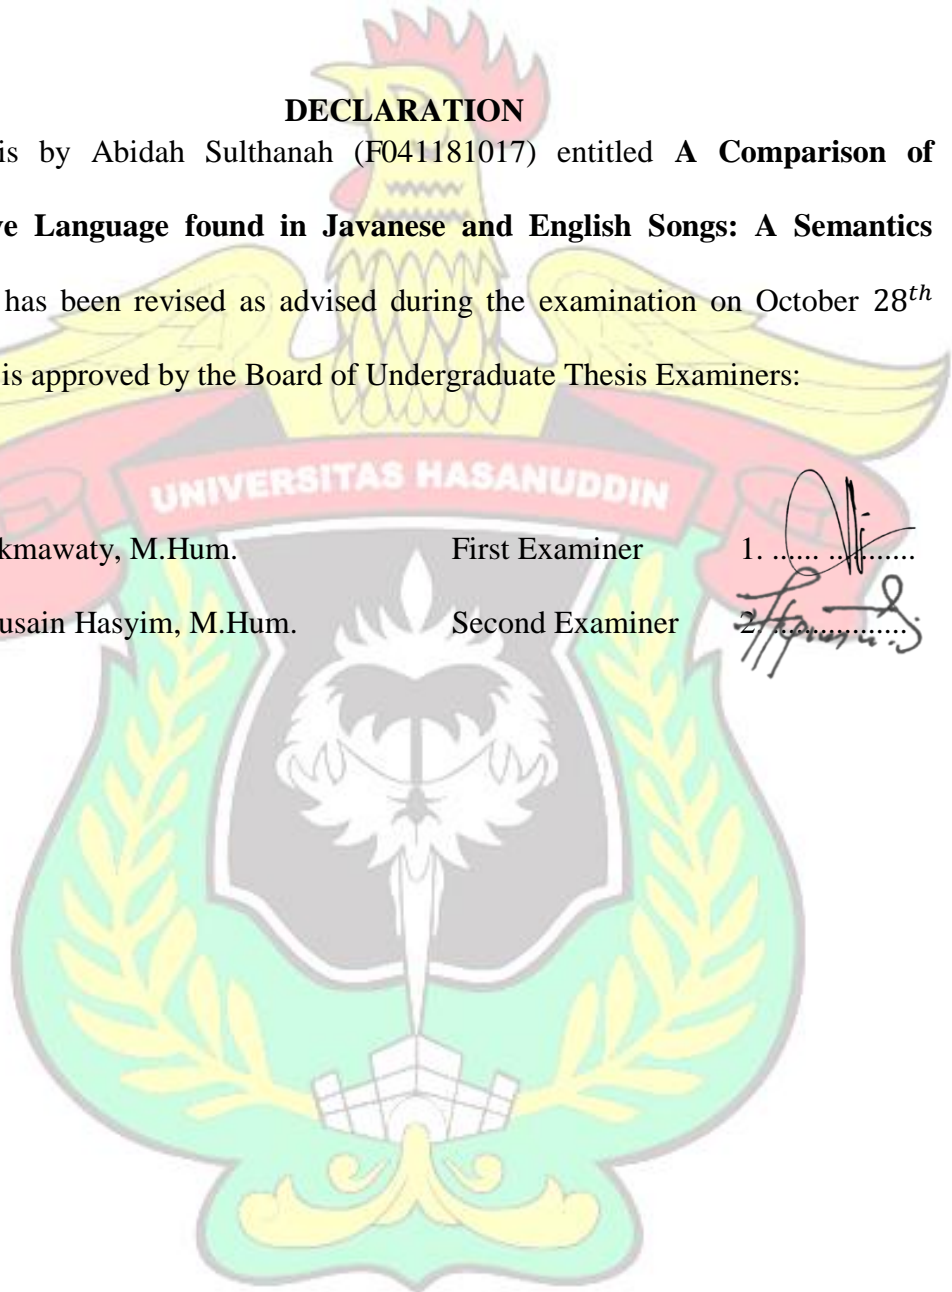 DECLARATION
is by Abidah Sulthanah (F041181017) entitled A Comparison of
ve Language found in Javanese and English Songs: A Semantics
has been revised as advised during the examination on October 28th
is approved by the Board of Undergraduate Thesis Examiners:
UNIVERSITAS HASANUDDIN
kmawaty, M.Hum. First Examiner 1. ...... ...........
usain Hasyim, M.Hum. Second Examiner 2. .................